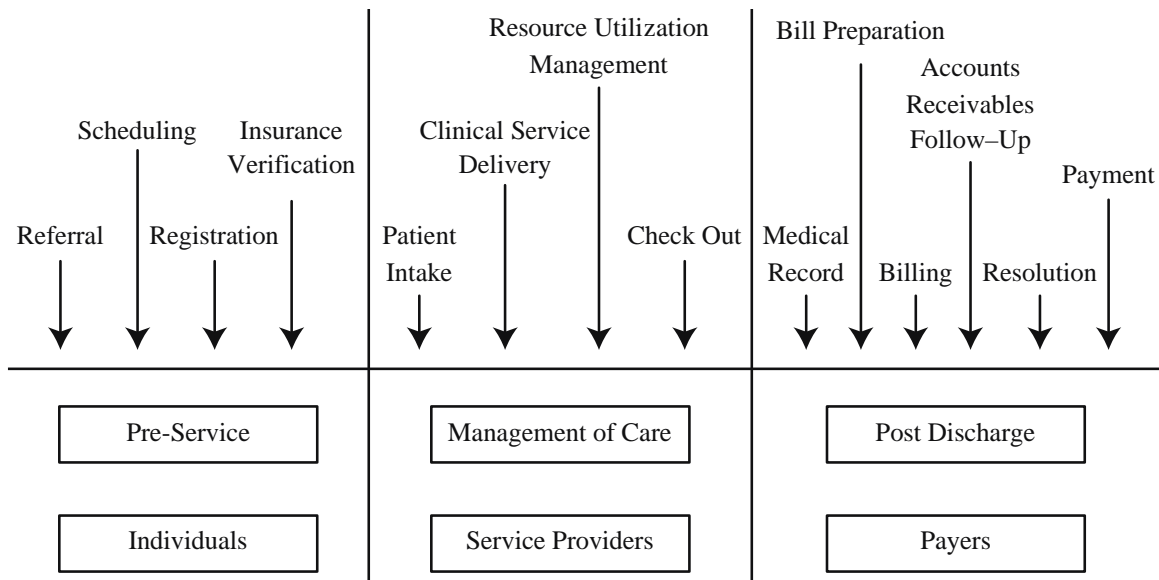 Referral
Scheduling
Registration
Insurance
Verification
Patient
Intake
Clinical Service
Delivery
Resource Utilization
Management
Check Out
Medical
Record
Bill Preparation
Billing
Accounts
Receivables
Follow–Up
Resolution
Payment
Pre-Service
Management of Care
Post Discharge
Individuals
Service Providers
Payers